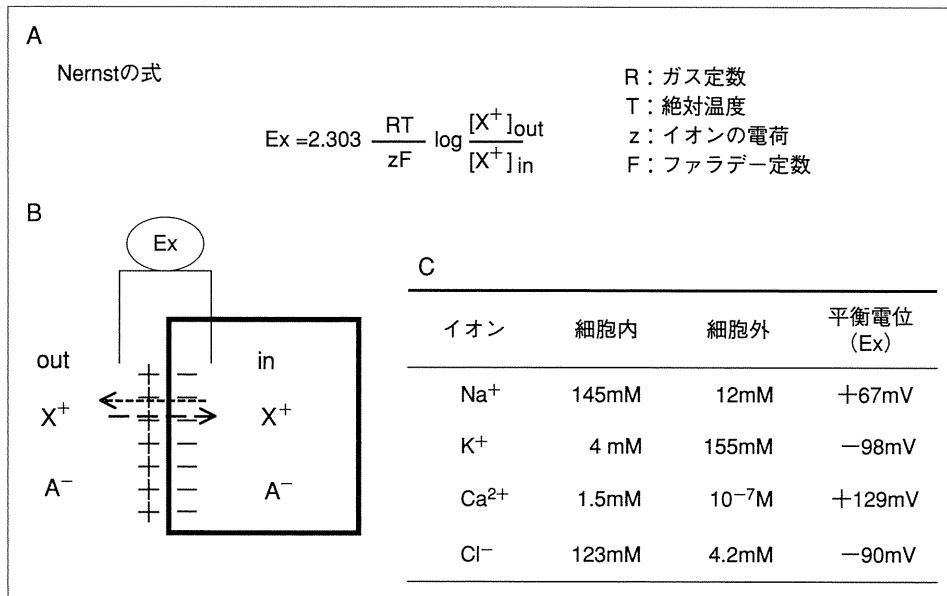 A
Nernstの式
Ex =2.303 RT/zF log [X⁺]out/[X⁺]in
R：ガス定数
T：絶対温度
z：イオンの電荷
F：ファラデー定数
B
Ex
out
in
X⁺
X⁺
A⁻
A⁻
C
イオン 細胞内 細胞外 平衡電位
（Ex）
Na⁺ 145mM 12mM ＋67mV
K⁺ 4 mM 155mM －98mV
Ca²⁺ 1.5mM 10⁻⁷M ＋129mV
Cl⁻ 123mM 4.2mM －90mV